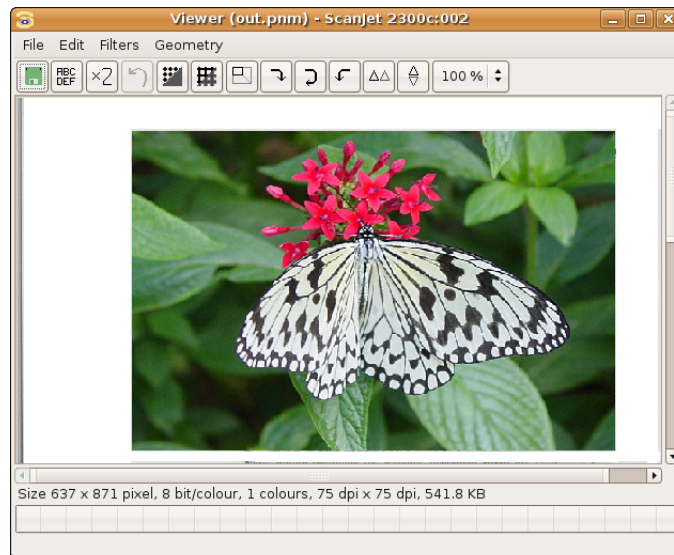 Viewer (out.pnm) - ScanJet 2300c:002
File Edit Filters Geometry
ABC DEF ×2 100 %
Size 637 x 871 pixel, 8 bit/colour, 1 colours, 75 dpi x 75 dpi, 541.8 KB